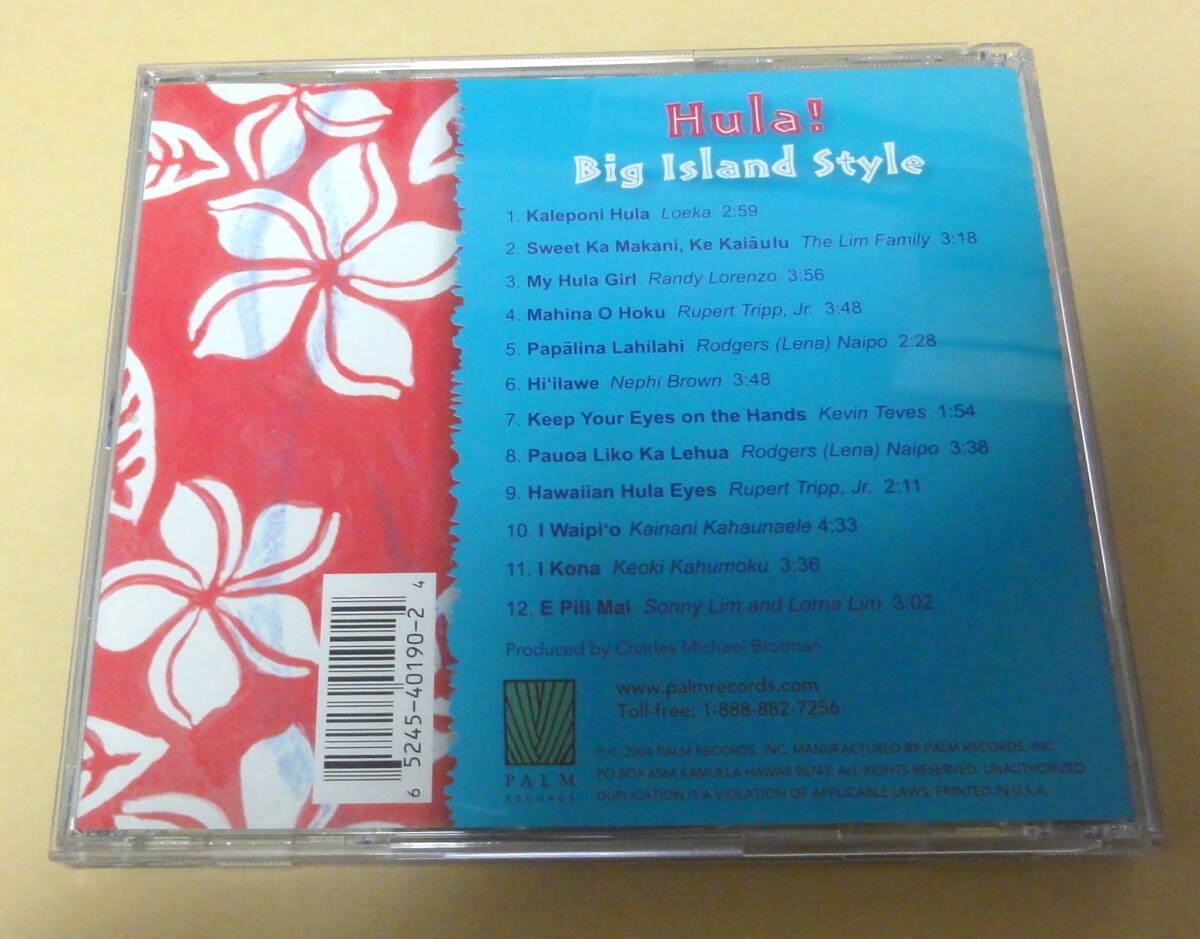 Hula!
Big Island Style
1. Kaleponi Hula Loeka 2:59
2. Sweet Ka Makani, Ke Kaiāulu The Lim Family 3:18
3. My Hula Girl Randy Lorenzo 3:56
4. Mahina O Hoku Rupert Tripp, Jr. 3:48
5. Papālina Lahilahi Rodgers (Lena) Naipo 2:28
6. Hi‘ilawe Nephi Brown 3:48
7. Keep Your Eyes on the Hands Kevin Teves 1:54
8. Pauoa Liko Ka Lehua Rodgers (Lena) Naipo 3:38
9. Hawaiian Hula Eyes Rupert Tripp, Jr. 2:11
10. I Waipi‘o Kainani Kahaunaele 4:33
11. I Kona Keoki Kahumoku 3:36
12. E Pili Mai Sonny Lim and Lorna Lim 3:02
Produced by Charles Michael Brotman
www.palmrecords.com
Toll-free: 1-888-882-7256
PALM
RECORDS
℗© 2004 PALM RECORDS, INC. MANUFACTURED BY PALM RECORDS, INC.
PO BOX 6564 KAMUELA HAWAII 96743. ALL RIGHTS RESERVED. UNAUTHORIZED
DUPLICATION IS A VIOLATION OF APPLICABLE LAWS. PRINTED IN U.S.A.
6 5245-40190-2 4